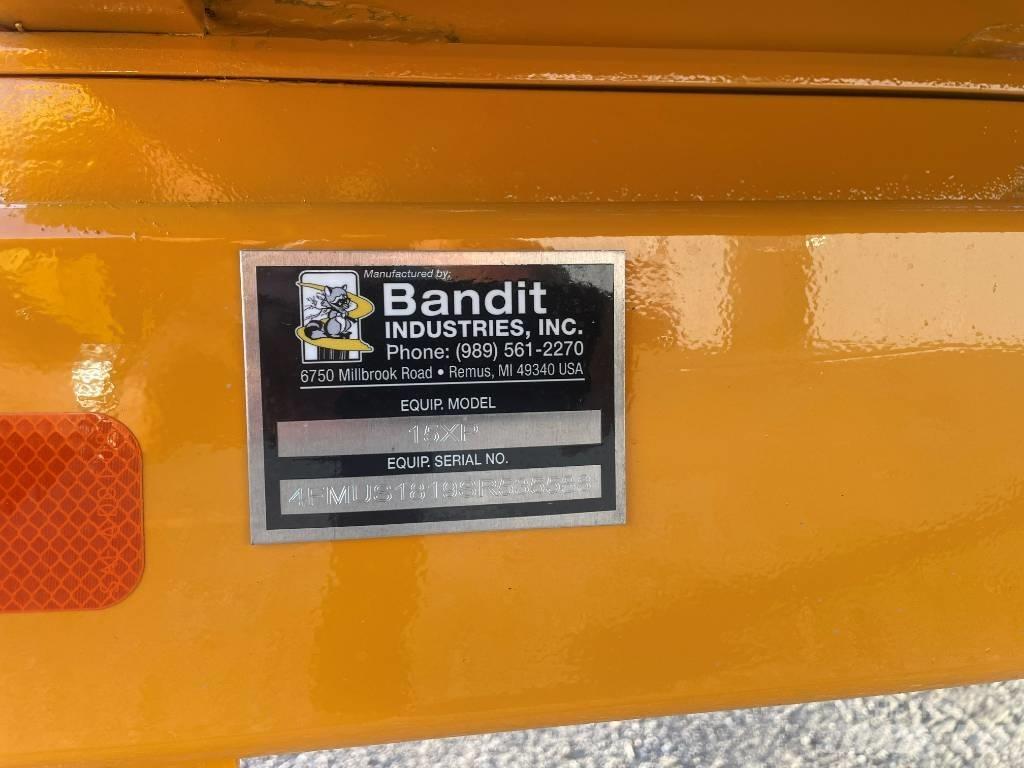 Manufactured by:
Bandit
INDUSTRIES, INC.
Phone: (989) 561-2270
6750 Millbrook Road • Remus, MI 49340 USA
EQUIP. MODEL
15XP
EQUIP. SERIAL NO.